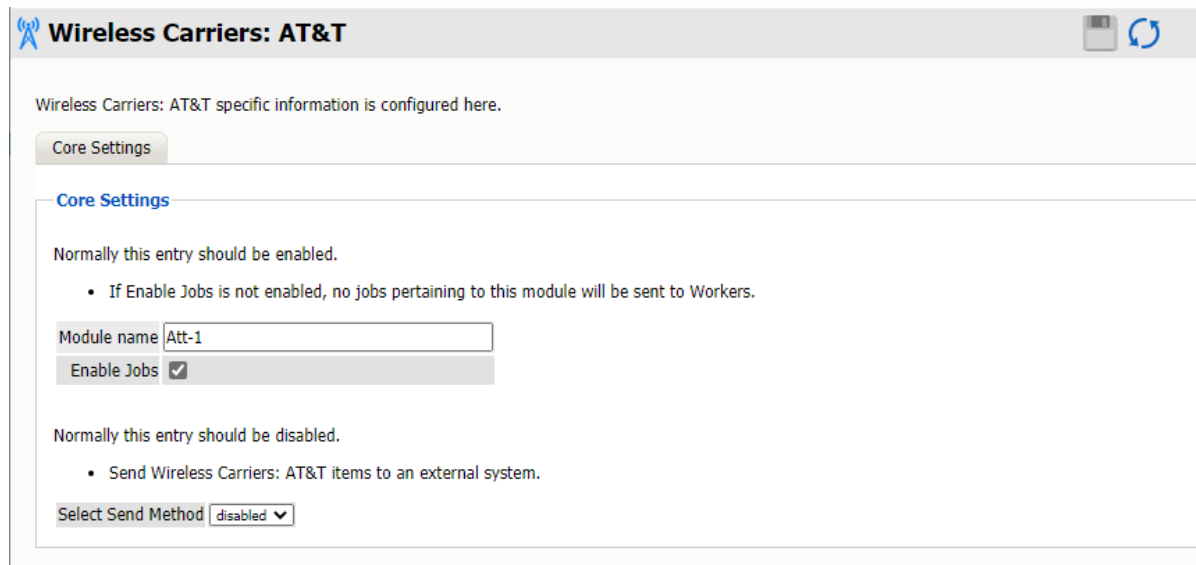 Wireless Carriers: AT&T
Wireless Carriers: AT&T specific information is configured here.
Core Settings
Core Settings
Normally this entry should be enabled.
• If Enable Jobs is not enabled, no jobs pertaining to this module will be sent to Workers.
Module name Att-1
Enable Jobs
Normally this entry should be disabled.
• Send Wireless Carriers: AT&T items to an external system.
Select Send Method disabled